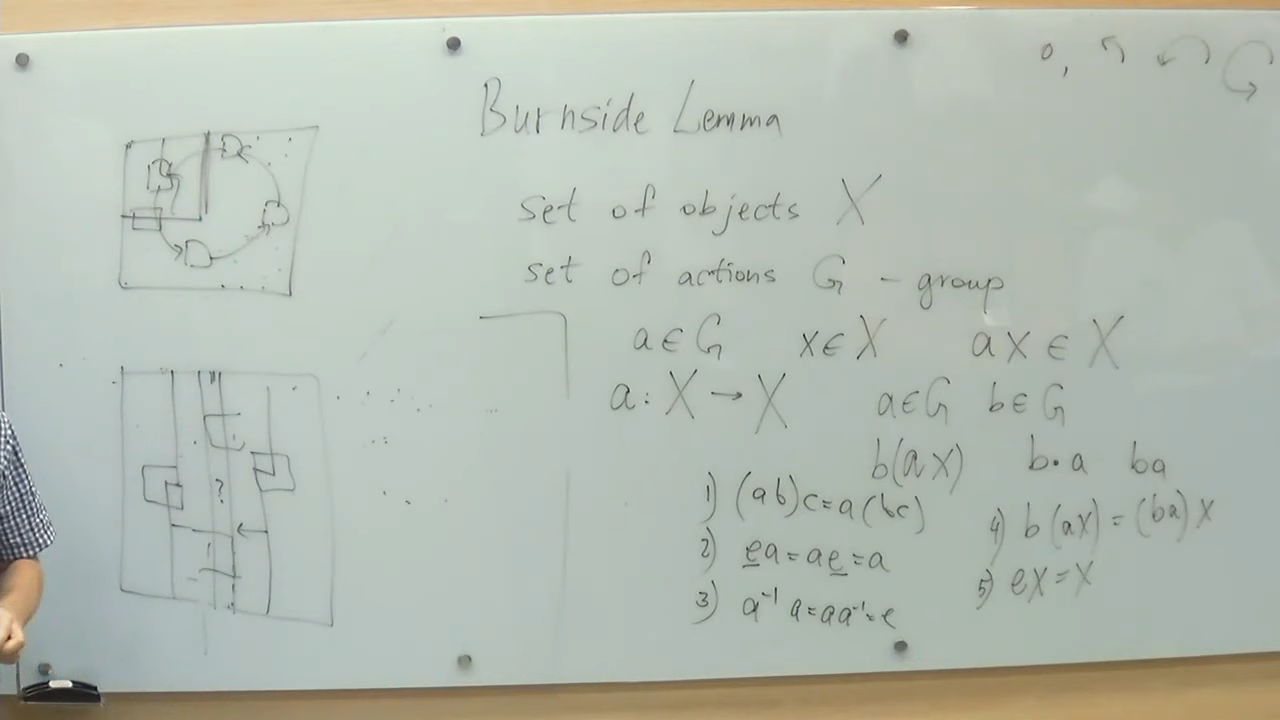 0,
Burnside Lemma
set of objects X
set of actions G - group
a ∈ G x ∈ X ax ∈ X
a: X → X a ∈ G b ∈ G
b(ax) b·a ba
1) (ab)c=a(bc)
2) ea=ae=a
3) a⁻¹a=aa⁻¹=e
4) b(ax)=(ba)x
5) ex=x
?